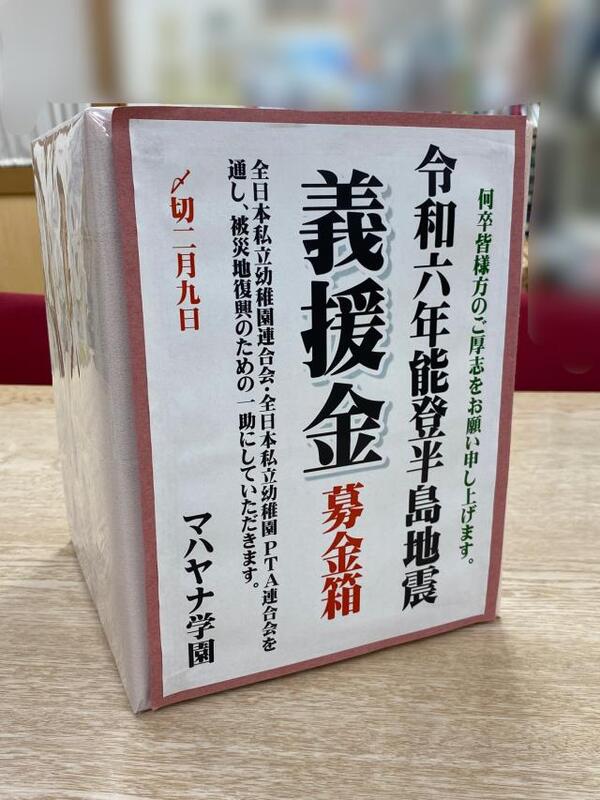 何卒皆様方のご厚志をお願い申し上げます。
令和六年能登半島地震
義援金 募金箱
全日本私立幼稚園連合会・全日本私立幼稚園PTA連合会を
通し、被災地復興のための一助にしていただきます。
〆切二月九日
マハヤナ学園